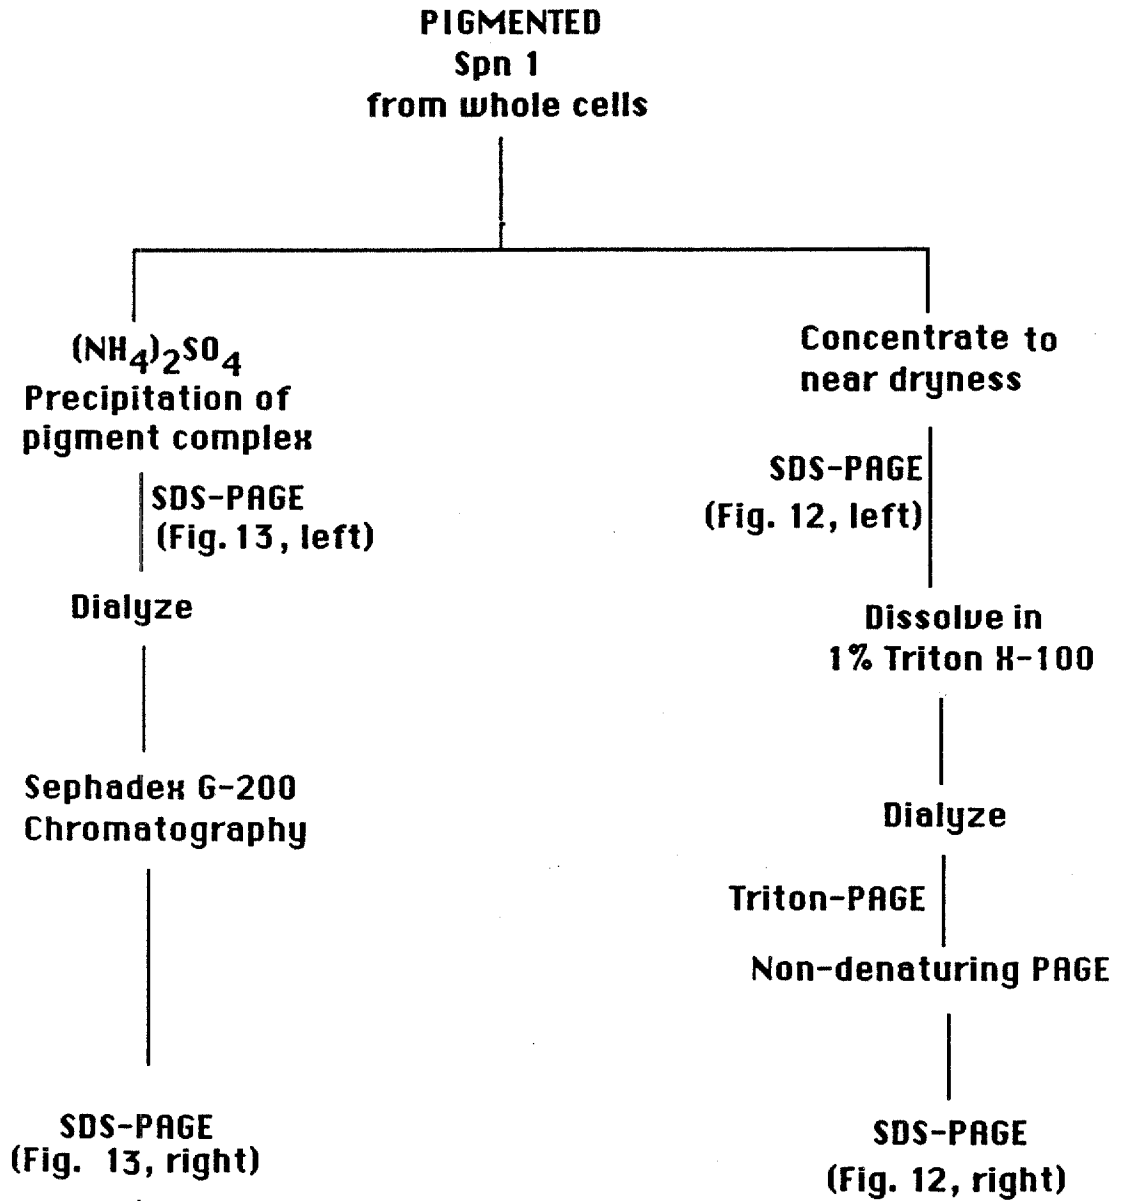 PIGMENTED
Spn 1
from whole cells
(NH4)2SO4
Precipitation of
pigment complex
SDS-PAGE
(Fig. 13, left)
Dialyze
Sephadex G-200
Chromatography
SDS-PAGE
(Fig. 13, right)
Concentrate to
near dryness
SDS-PAGE
(Fig. 12, left)
Dissolve in
1% Triton X-100
Dialyze
Triton-PAGE
Non-denaturing PAGE
SDS-PAGE
(Fig. 12, right)